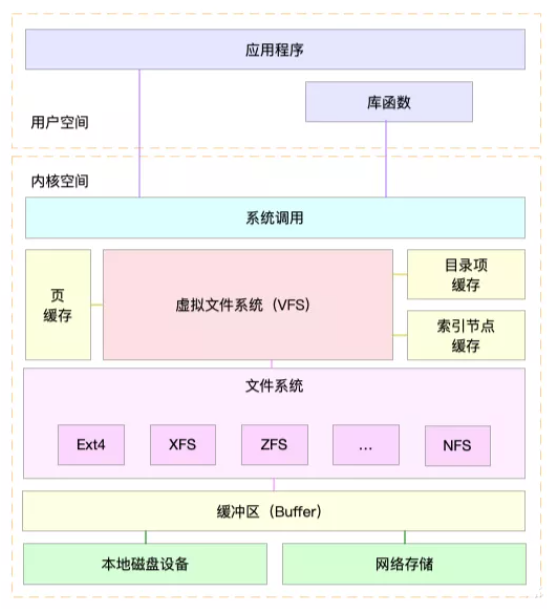 应用程序
库函数
用户空间
内核空间
系统调用
页
缓存
虚拟文件系统（VFS）
目录项
缓存
索引节点
缓存
文件系统
Ext4
XFS
ZFS
...
NFS
缓冲区（Buffer）
本地磁盘设备
网络存储